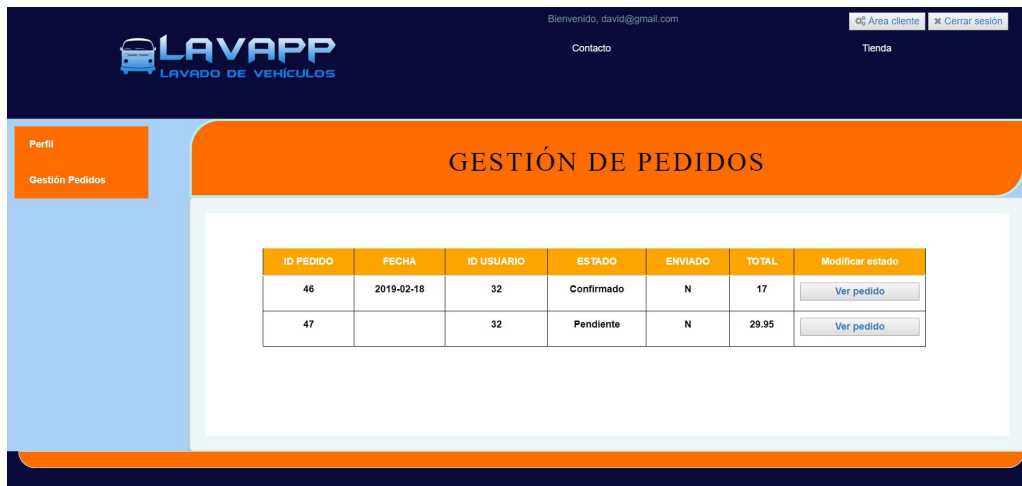 Bienvenido, david@gmail.com
Área cliente
Cerrar sesión
LAVAPP
LAVADO DE VEHÍCULOS
Contacto
Tienda
Perfil
Gestión Pedidos
GESTIÓN DE PEDIDOS
ID PEDIDO FECHA ID USUARIO ESTADO ENVIADO TOTAL Modificar estado
46 2019-02-18 32 Confirmado N 17 Ver pedido
47 32 Pendiente N 29.95 Ver pedido